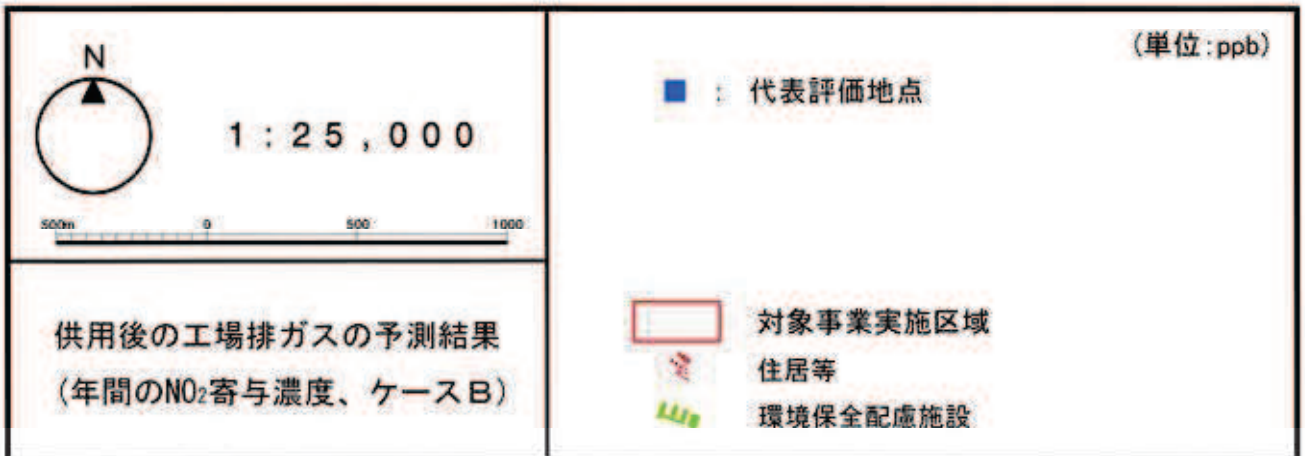 N
1:25,000
500m 0 500 1000
供用後の工場排ガスの予測結果
(年間のNO₂寄与濃度、ケースB)
(単位:ppb)
: 代表評価地点
対象事業実施区域
住居等
環境保全配慮施設